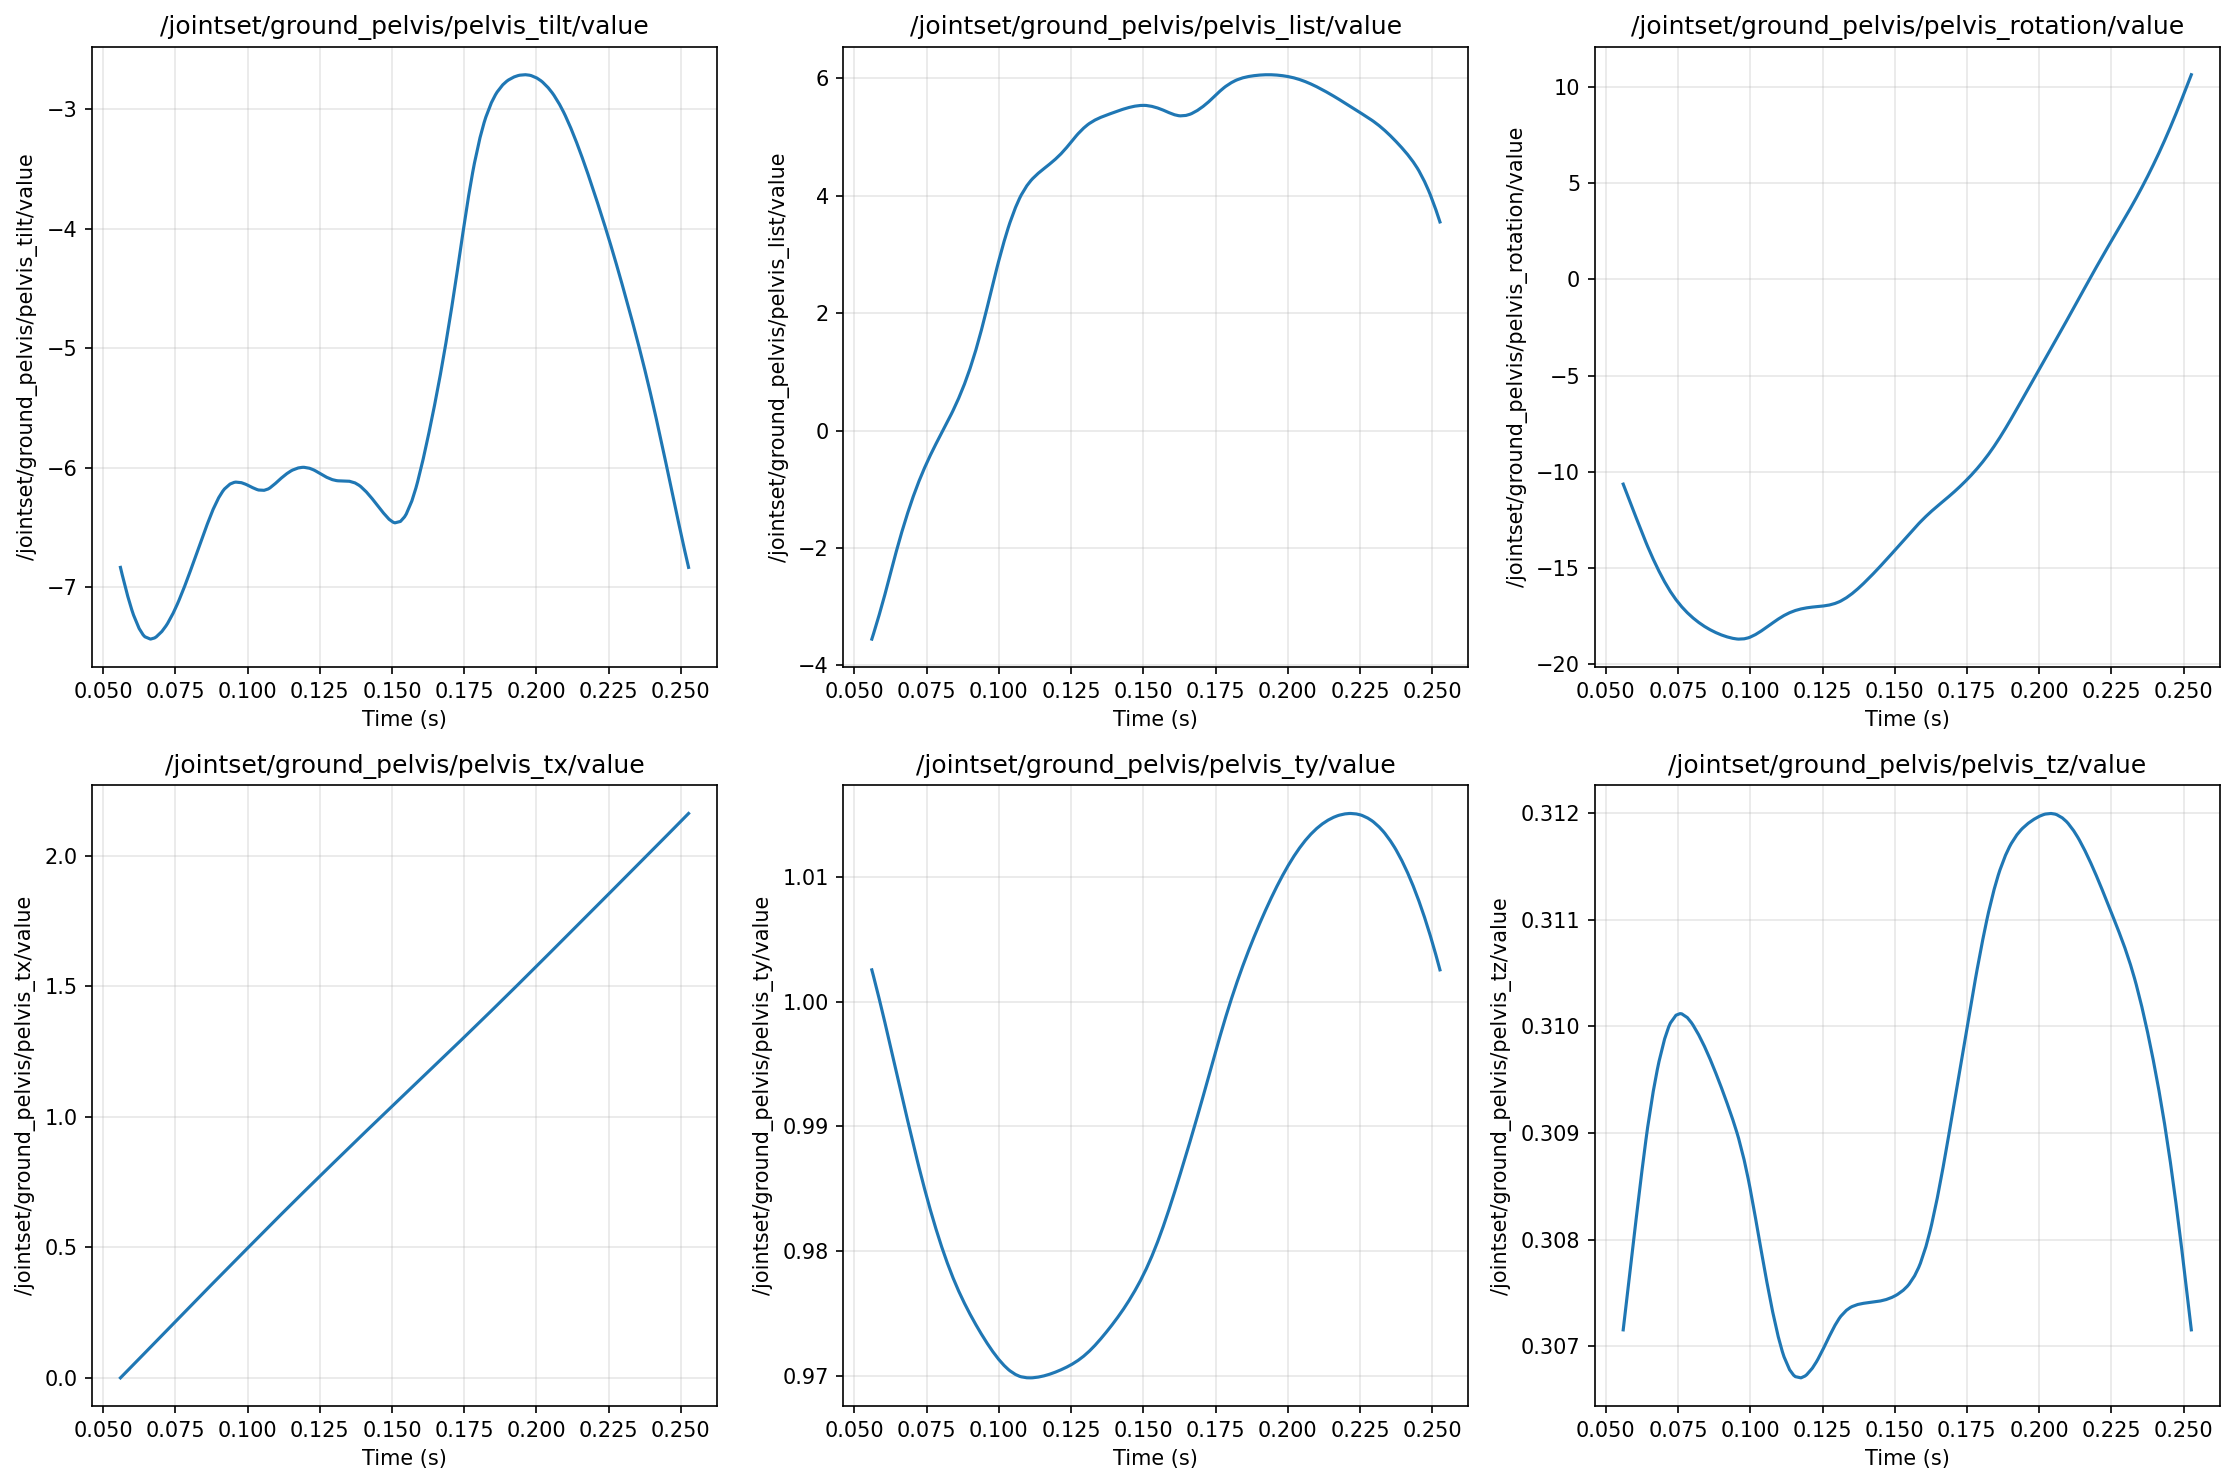 /jointset/ground_pelvis/pelvis_tilt/value
/jointset/ground_pelvis/pelvis_tilt/value
−3
−4
−5
−6
−7
0.050 0.075 0.100 0.125 0.150 0.175 0.200 0.225 0.250
Time (s)
/jointset/ground_pelvis/pelvis_list/value
/jointset/ground_pelvis/pelvis_list/value
6
4
2
0
−2
−4
0.050 0.075 0.100 0.125 0.150 0.175 0.200 0.225 0.250
Time (s)
/jointset/ground_pelvis/pelvis_rotation/value
/jointset/ground_pelvis/pelvis_rotation/value
10
5
0
−5
−10
−15
−20
0.050 0.075 0.100 0.125 0.150 0.175 0.200 0.225 0.250
Time (s)
/jointset/ground_pelvis/pelvis_tx/value
/jointset/ground_pelvis/pelvis_tx/value
2.0
1.5
1.0
0.5
0.0
0.050 0.075 0.100 0.125 0.150 0.175 0.200 0.225 0.250
Time (s)
/jointset/ground_pelvis/pelvis_ty/value
/jointset/ground_pelvis/pelvis_ty/value
1.01
1.00
0.99
0.98
0.97
0.050 0.075 0.100 0.125 0.150 0.175 0.200 0.225 0.250
Time (s)
/jointset/ground_pelvis/pelvis_tz/value
/jointset/ground_pelvis/pelvis_tz/value
0.312
0.311
0.310
0.309
0.308
0.307
0.050 0.075 0.100 0.125 0.150 0.175 0.200 0.225 0.250
Time (s)